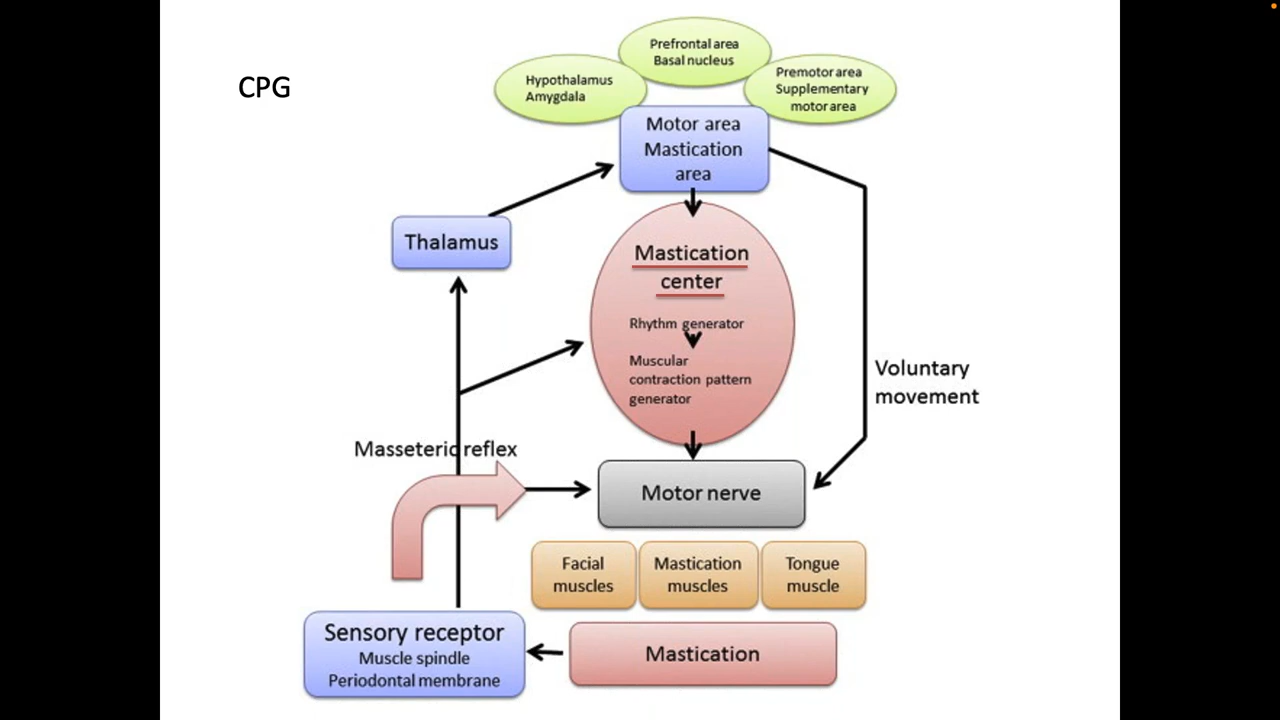 CPG
Prefrontal area
Basal nucleus
Hypothalamus
Amygdala
Premotor area
Supplementary
motor area
Motor area
Mastication
area
Thalamus
Mastication
center
Rhythm generator
Muscular
contraction pattern
generator
Voluntary
movement
Masseteric reflex
Motor nerve
Facial
muscles
Mastication
muscles
Tongue
muscle
Sensory receptor
Muscle spindle
Periodontal membrane
Mastication